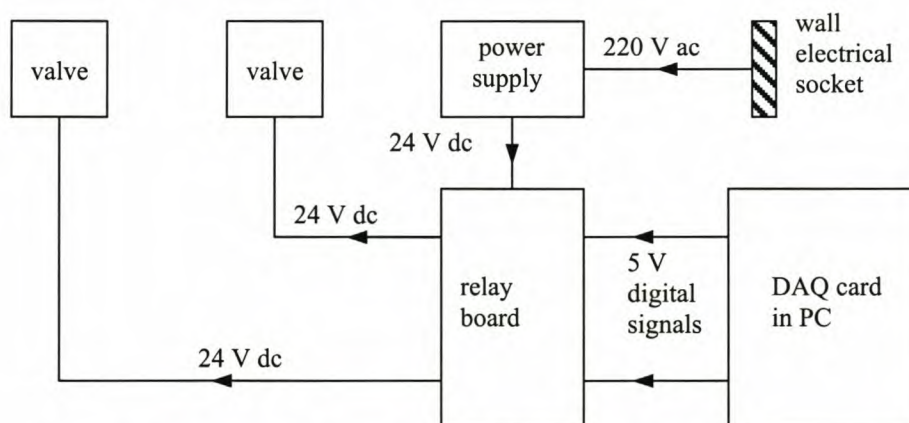 valve
valve
power
supply
220 V ac
wall
electrical
socket
24 V dc
24 V dc
relay
board
5 V
digital
signals
DAQ card
in PC
24 V dc